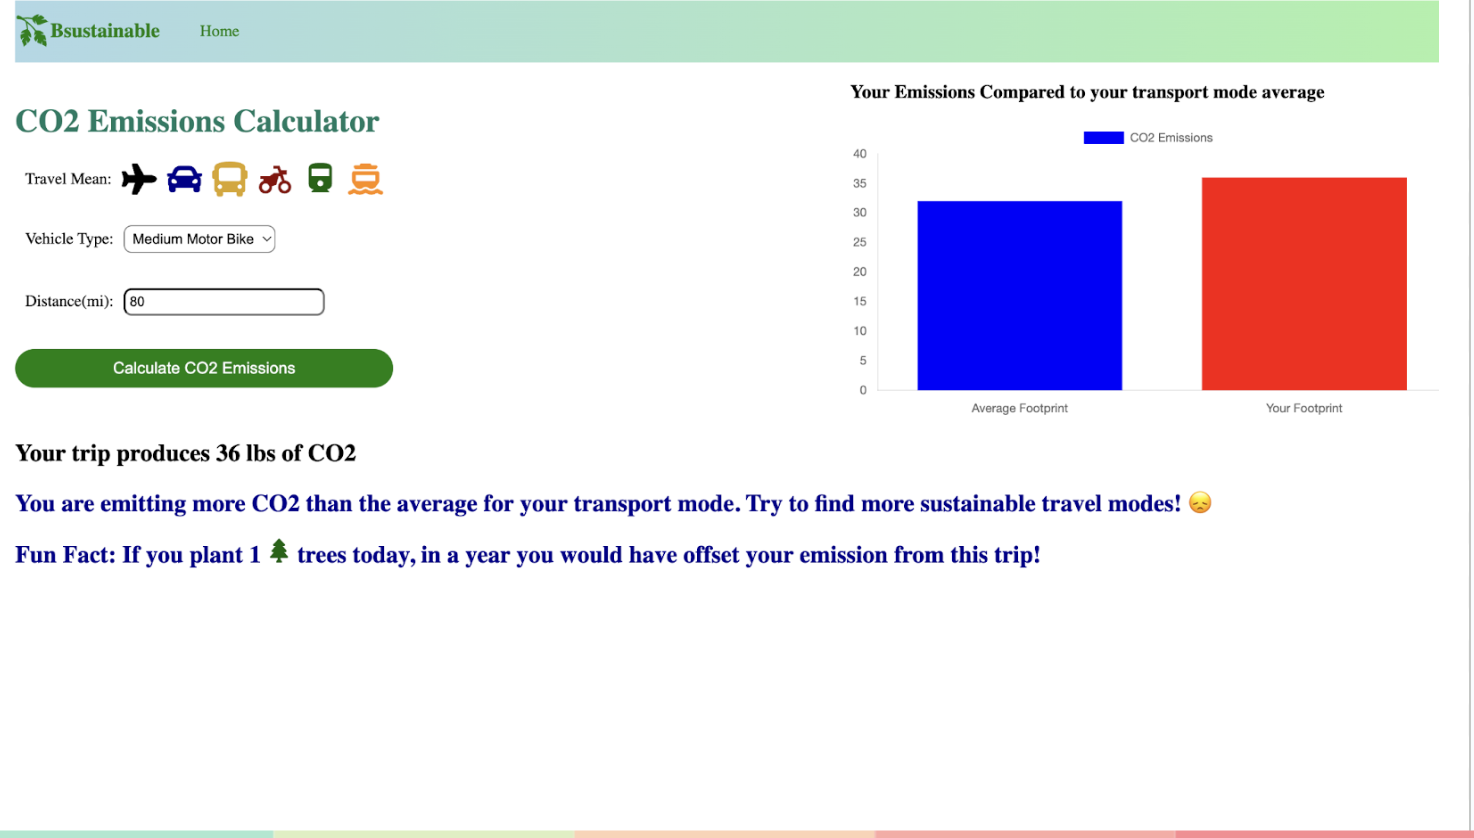 Bsustainable Home
CO2 Emissions Calculator
Travel Mean:
Vehicle Type: Medium Motor Bike
Distance(mi): 80
Calculate CO2 Emissions
Your Emissions Compared to your transport mode average
CO2 Emissions
40
35
30
25
20
15
10
5
0
Average Footprint Your Footprint
Your trip produces 36 lbs of CO2
You are emitting more CO2 than the average for your transport mode. Try to find more sustainable travel modes! 😞
Fun Fact: If you plant 1 🌲 trees today, in a year you would have offset your emission from this trip!